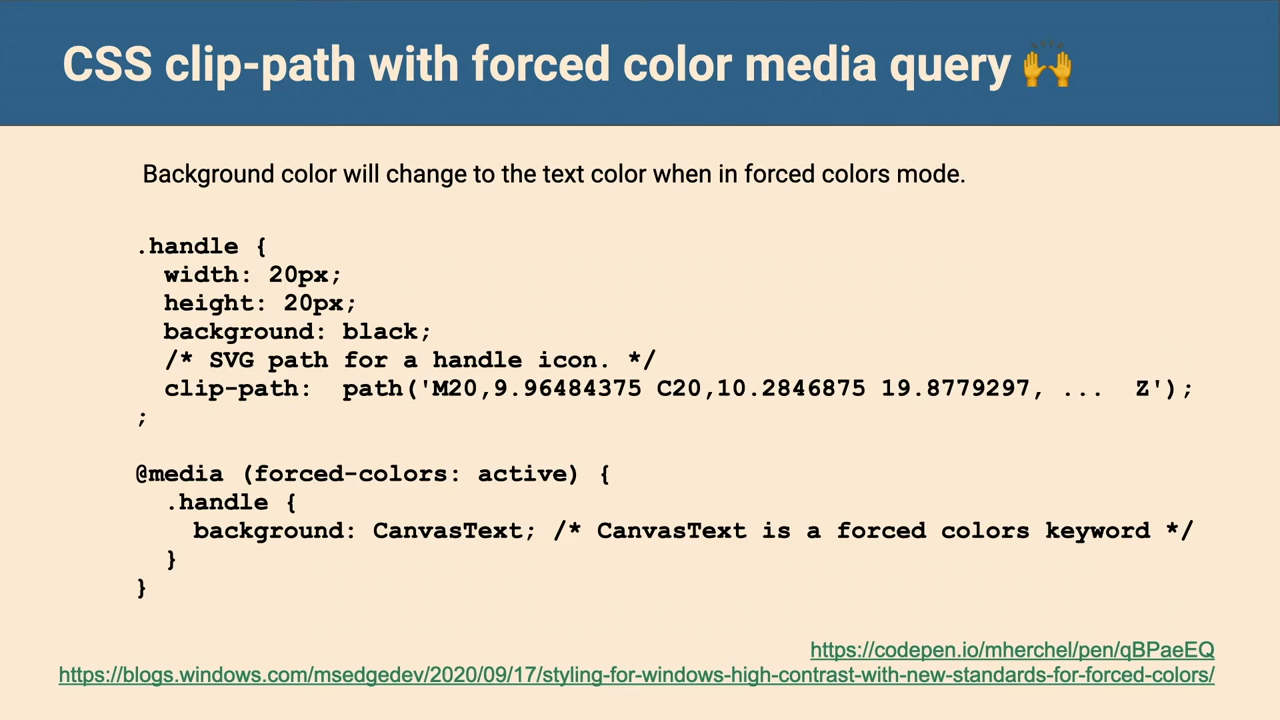 CSS clip-path with forced color media query 🙌
Background color will change to the text color when in forced colors mode.
.handle {
  width: 20px;
  height: 20px;
  background: black;
  /* SVG path for a handle icon. */
  clip-path:  path('M20,9.96484375 C20,10.2846875 19.8779297, ...  Z');
;
@media (forced-colors: active) {
  .handle {
    background: CanvasText; /* CanvasText is a forced colors keyword */
  }
}
https://codepen.io/mherchel/pen/qBPaeEQ
https://blogs.windows.com/msedgedev/2020/09/17/styling-for-windows-high-contrast-with-new-standards-for-forced-colors/